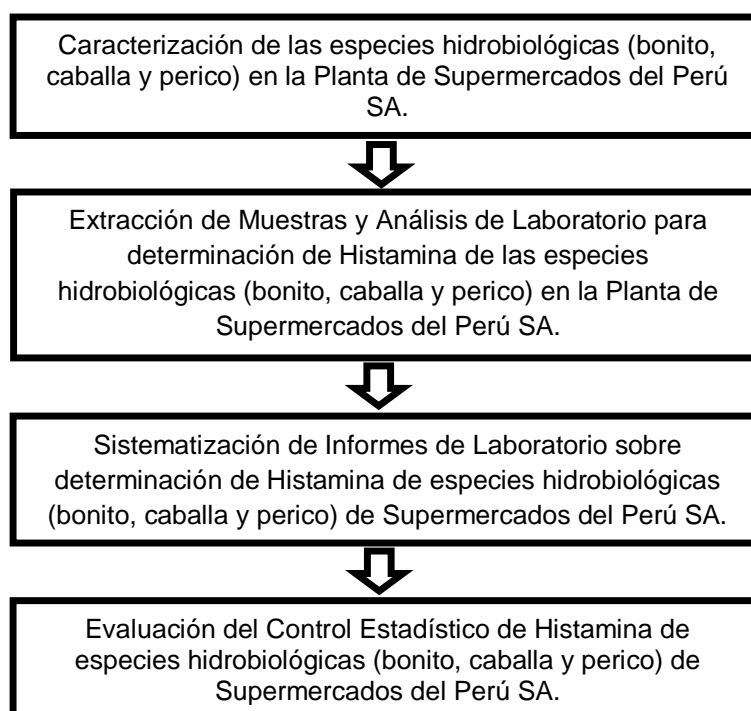 Caracterización de las especies hidrobiológicas (bonito,
caballa y perico) en la Planta de Supermercados del Perú
SA.
Extracción de Muestras y Análisis de Laboratorio para
determinación de Histamina de las especies
hidrobiológicas (bonito, caballa y perico) en la Planta de
Supermercados del Perú SA.
Sistematización de Informes de Laboratorio sobre
determinación de Histamina de especies hidrobiológicas
(bonito, caballa y perico) de Supermercados del Perú SA.
Evaluación del Control Estadístico de Histamina de
especies hidrobiológicas (bonito, caballa y perico) de
Supermercados del Perú SA.